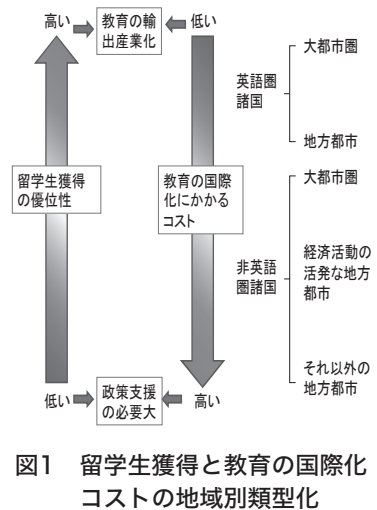 高い
教育の輸
出産業化
低い
留学生獲得
の優位性
教育の国際
化にかかる
コスト
低い
政策支援
の必要大
高い
英語圏
諸国
大都市圏
地方都市
非英語
圏諸国
大都市圏
経済活動の
活発な地方
都市
それ以外の
地方都市
図1 留学生獲得と教育の国際化
コストの地域別類型化